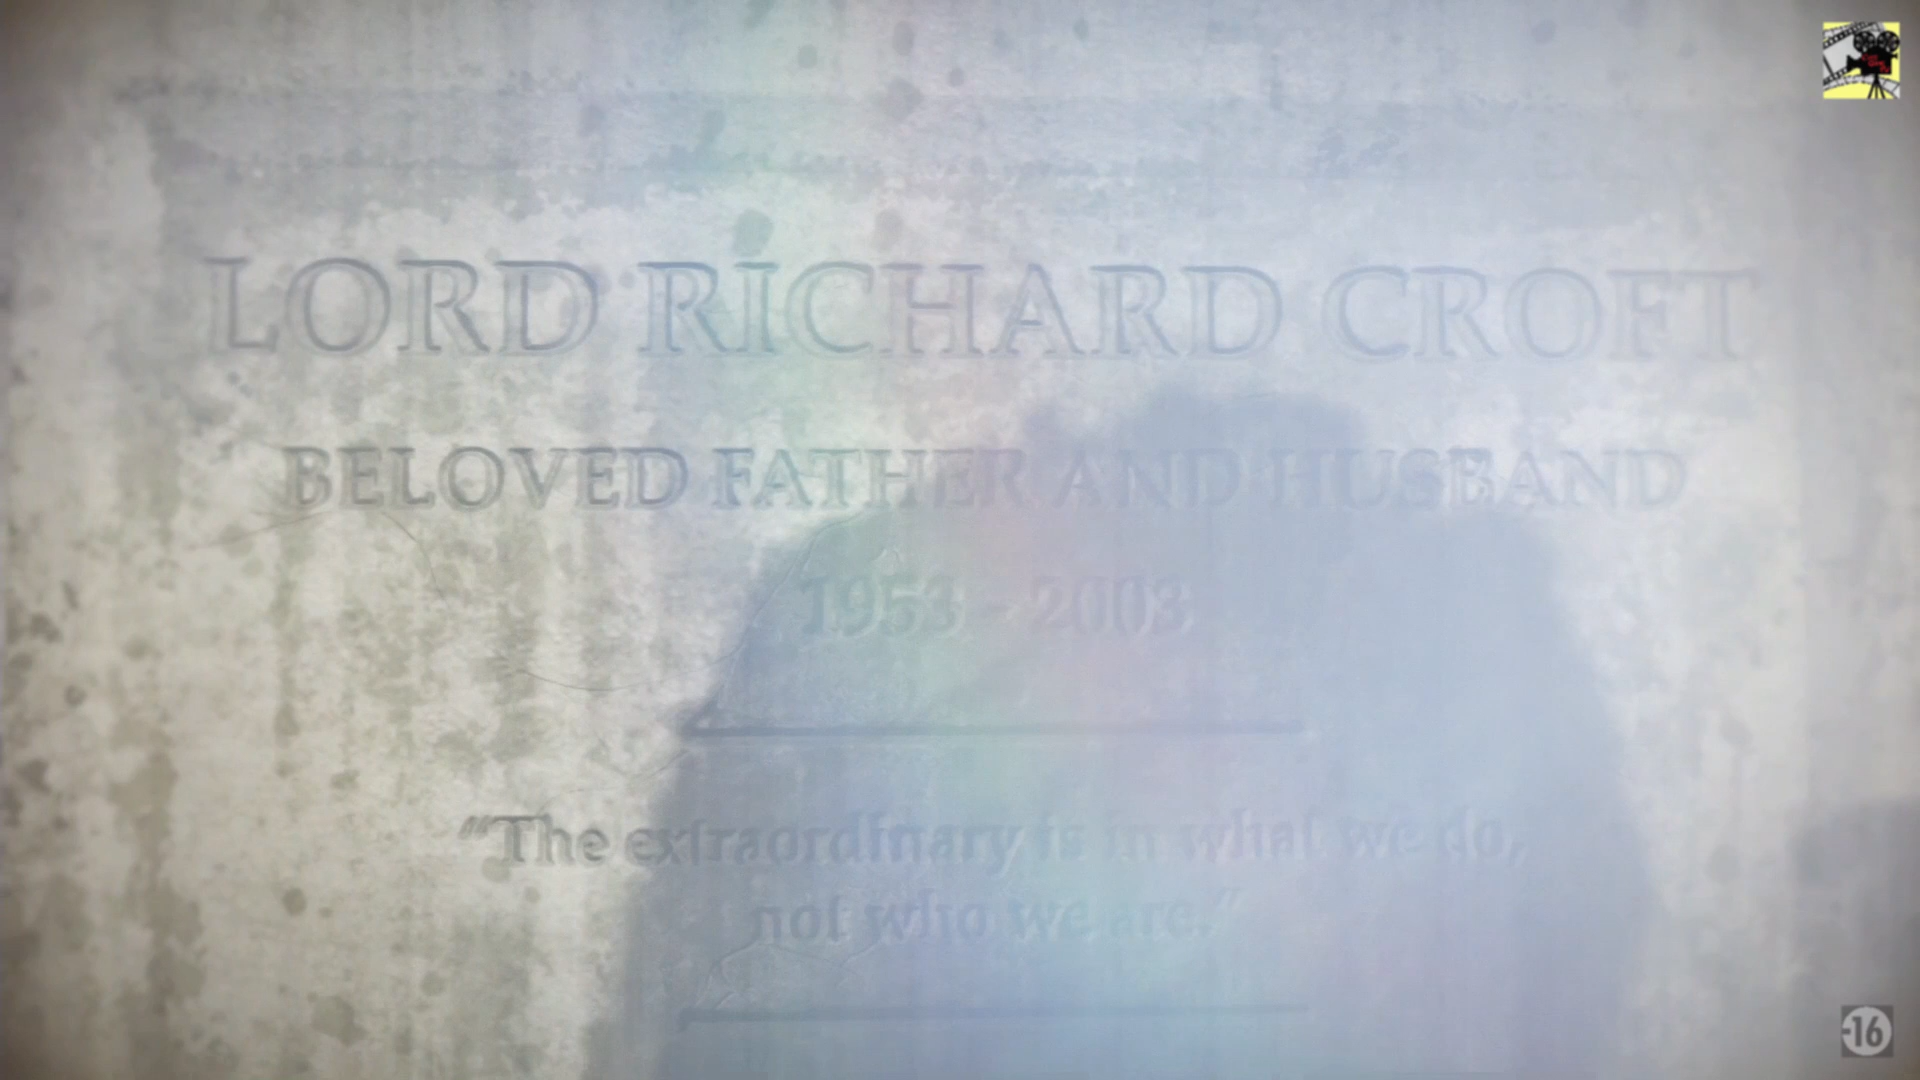 LORD RICHARD CROFT
BELOVED FATHER AND HUSBAND
1953 - 2003
"The extraordinary is in what we do,
not who we are."
-16